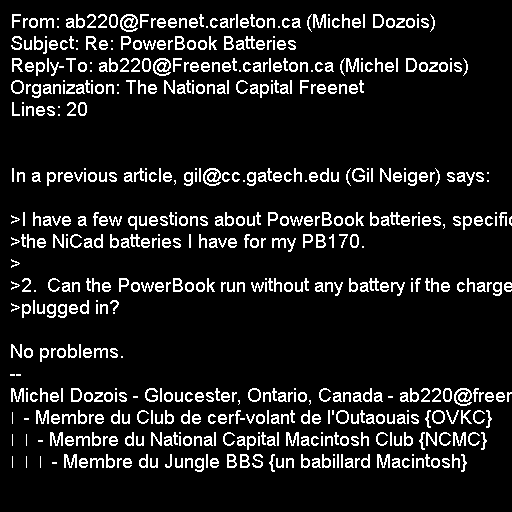 From: ab220@Freenet.carleton.ca (Michel Dozois)
Subject: Re: PowerBook Batteries
Reply-To: ab220@Freenet.carleton.ca (Michel Dozois)
Organization: The National Capital Freenet
Lines: 20
In a previous article, gil@cc.gatech.edu (Gil Neiger) says:
>I have a few questions about PowerBook batteries, specific
>the NiCad batteries I have for my PB170.
>
>2.  Can the PowerBook run without any battery if the charge
>plugged in?
No problems.
--
Michel Dozois - Gloucester, Ontario, Canada - ab220@freen
 - Membre du Club de cerf-volant de l'Outaouais {OVKC}
 - Membre du National Capital Macintosh Club {NCMC}
 - Membre du Jungle BBS {un babillard Macintosh}